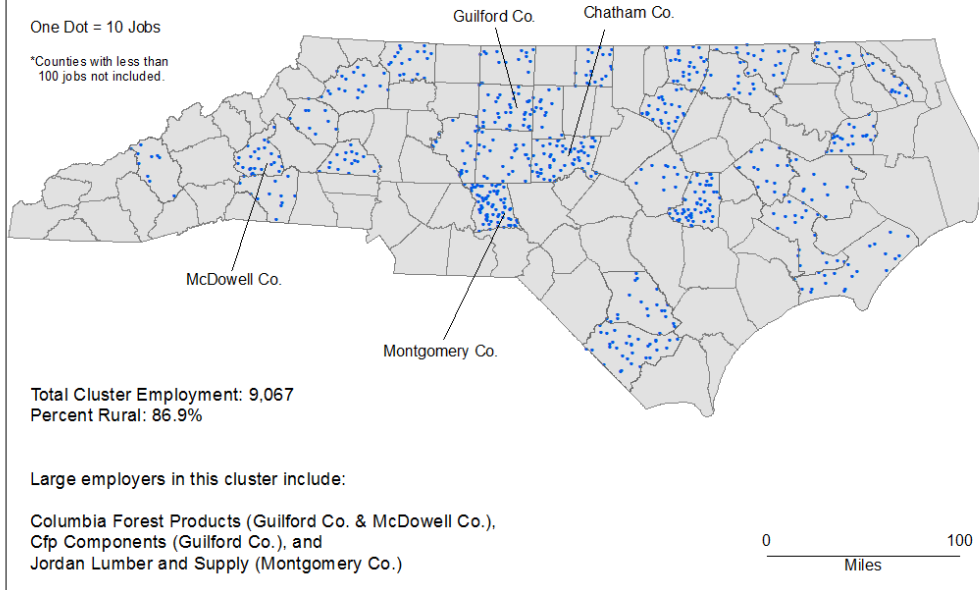 Guilford Co.
Chatham Co.
One Dot = 10 Jobs
*Counties with less than
100 jobs not included.
McDowell Co.
Montgomery Co.
Total Cluster Employment: 9,067
Percent Rural: 86.9%
Large employers in this cluster include:
Columbia Forest Products (Guilford Co. & McDowell Co.),
Cfp Components (Guilford Co.), and
Jordan Lumber and Supply (Montgomery Co.)
0 100
Miles